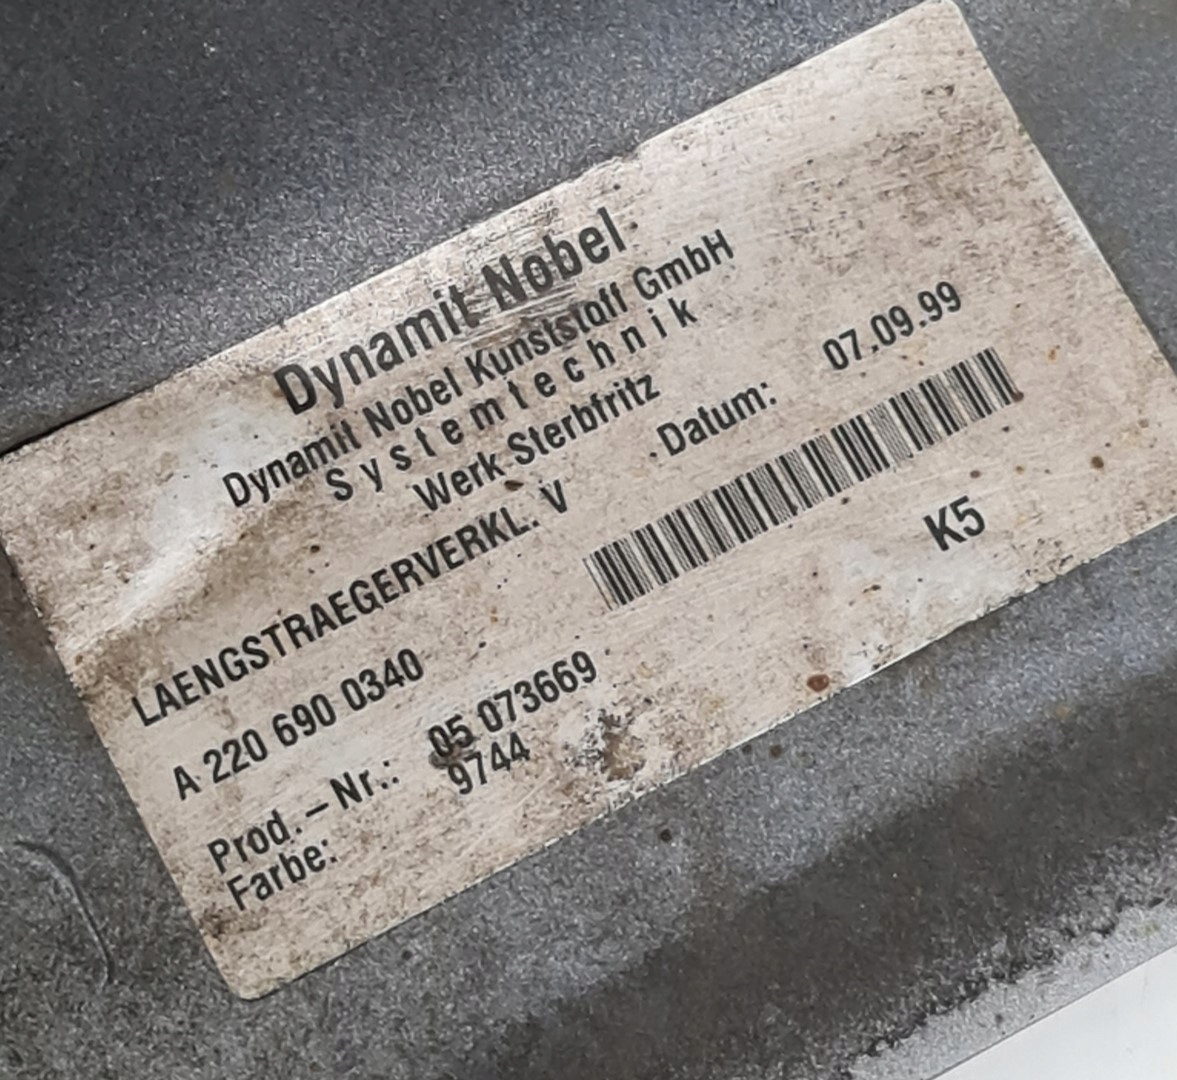 Dynamit Nobel
Dynamit Nobel Kunststoff GmbH
Systemtechnik
Werk Sterbfritz
LAENGSTRAEGERVERKL. V
Datum: 07.09.99
A 220 690 0340
K5
Prod.-Nr.: 05 073669
Farbe: 9744